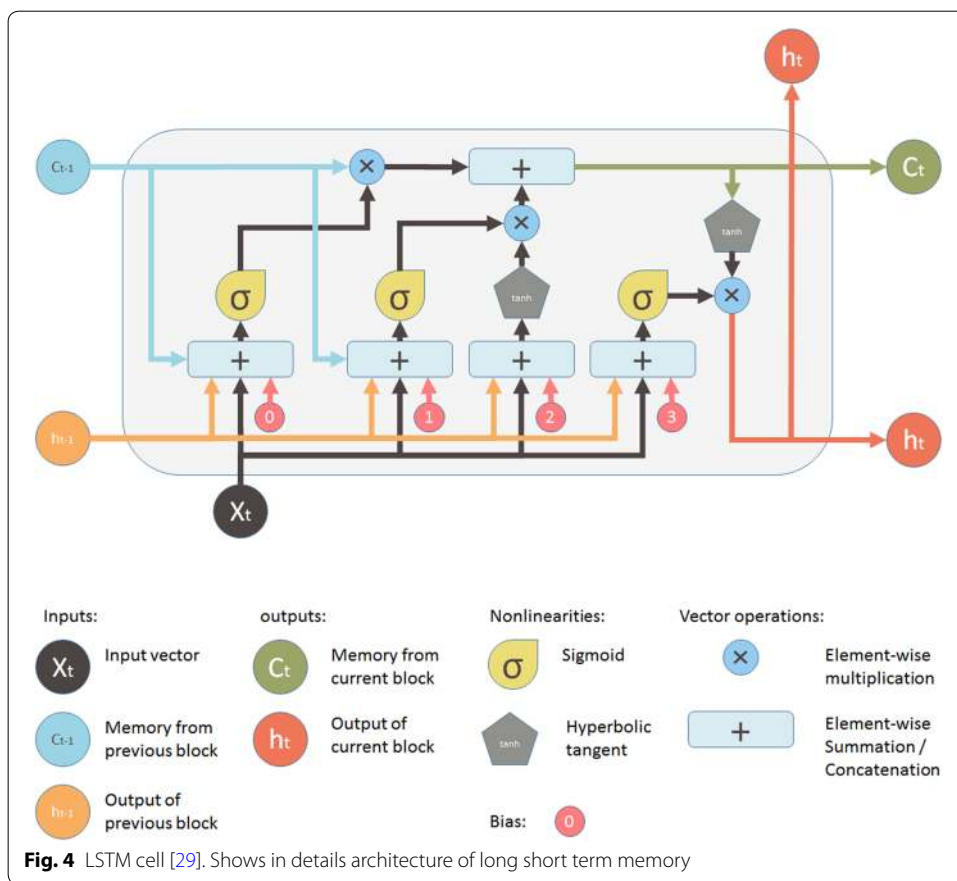 ht
Ct-1
×
+
Ct
tanh
×
σ
σ
tanh
σ
×
+
+
+
+
0
1
2
3
ht-1
ht
Xt
Inputs:
outputs:
Nonlinearities:
Vector operations:
Xt
Input vector
Ct
Memory from
current block
σ
Sigmoid
×
Element-wise
multiplication
Ct-1
Memory from
previous block
ht
Output of
current block
tanh
Hyperbolic
tangent
+
Element-wise
Summation /
Concatenation
ht-1
Output of
previous block
Bias:
0
Fig. 4 LSTM cell [29]. Shows in details architecture of long short term memory